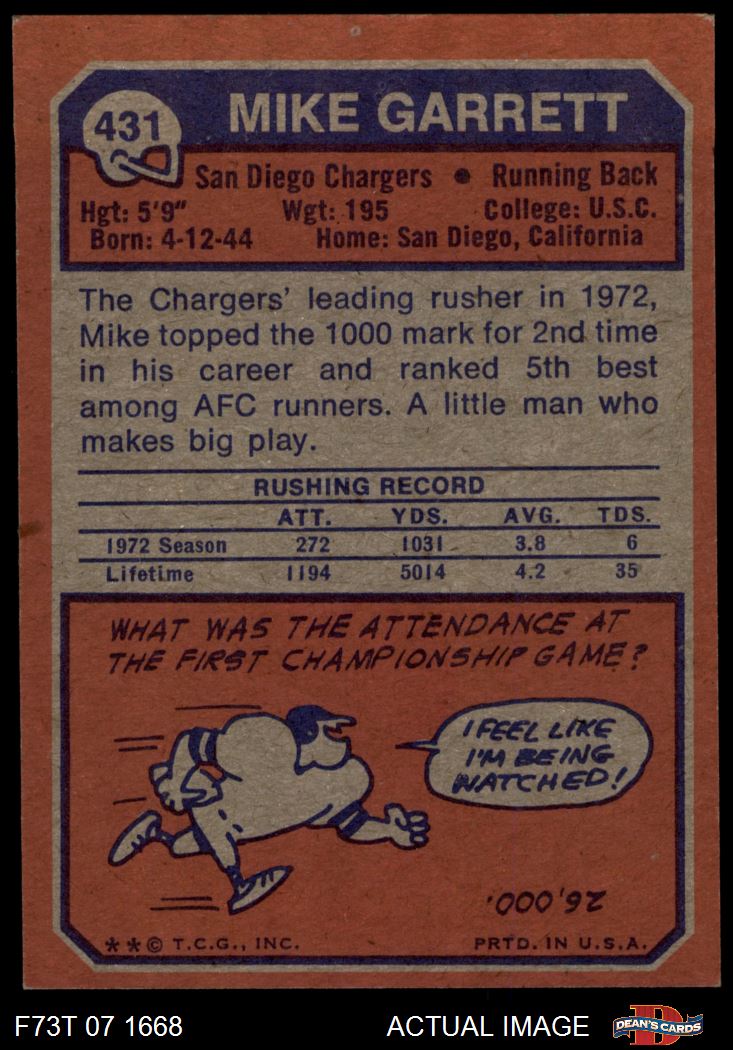 431
MIKE GARRETT
San Diego Chargers • Running Back
Hgt: 5'9" Wgt: 195 College: U.S.C.
Born: 4-12-44 Home: San Diego, California
The Chargers' leading rusher in 1972,
Mike topped the 1000 mark for 2nd time
in his career and ranked 5th best
among AFC runners. A little man who
makes big play.
RUSHING RECORD
ATT. YDS. AVG. TDS.
1972 Season 272 1031 3.8 6
Lifetime 1194 5014 4.2 35
WHAT WAS THE ATTENDANCE AT
THE FIRST CHAMPIONSHIP GAME?
I FEEL LIKE
I'M BEING
WATCHED!
26,000.
**© T.C.G., INC. PRTD. IN U.S.A.
F73T 07 1668 ACTUAL IMAGE D DEAN'S CARDS